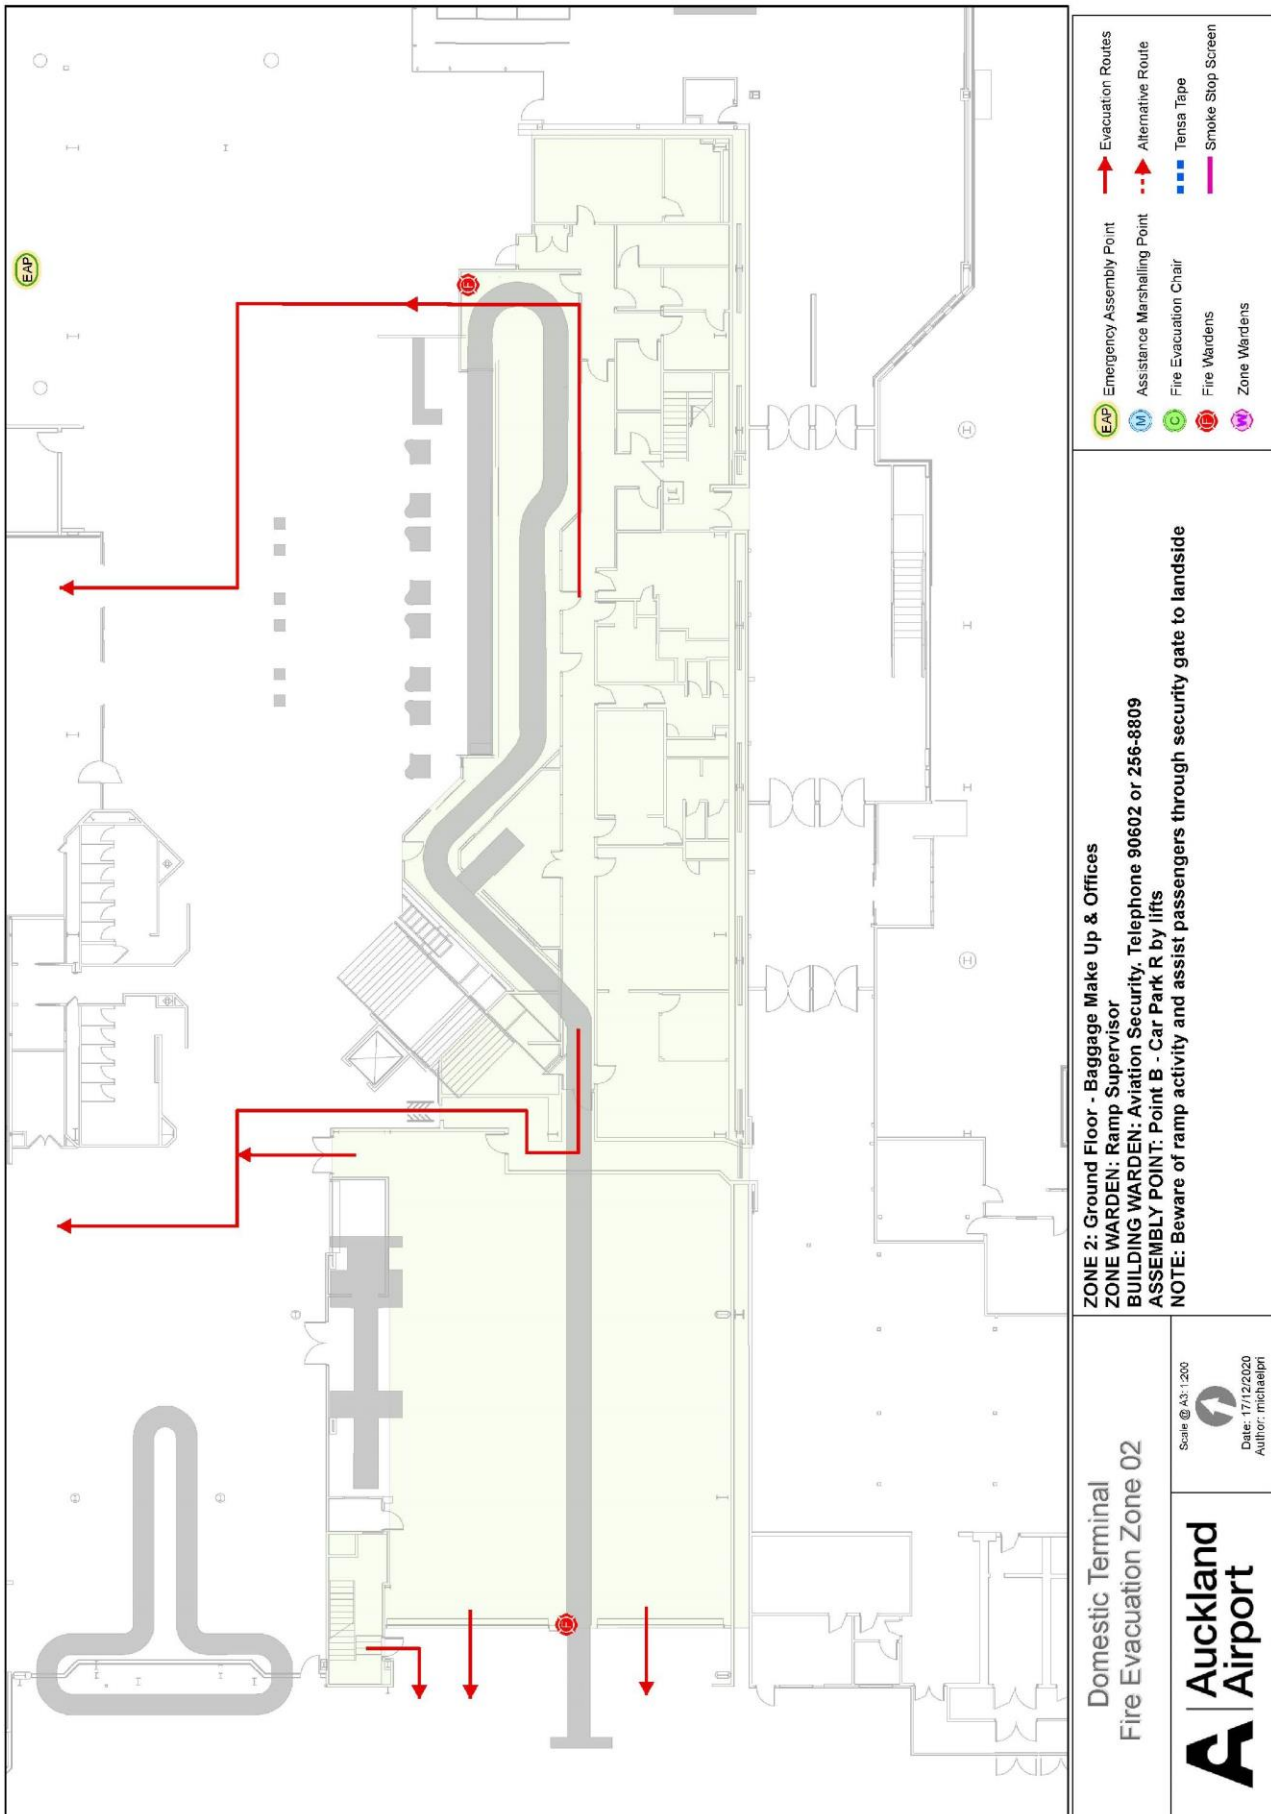 EAP
F
F
Domestic Terminal
Fire Evacuation Zone 02
A Auckland
Airport
Scale @ A3: 1:200
Date: 17/12/2020
Author: michaelpri
ZONE 2: Ground Floor - Baggage Make Up & Offices
ZONE WARDEN: Ramp Supervisor
BUILDING WARDEN: Aviation Security, Telephone 90602 or 256-8809
ASSEMBLY POINT: Point B - Car Park R by lifts
NOTE: Beware of ramp activity and assist passengers through security gate to landside
EAP Emergency Assembly Point
M Assistance Marshalling Point
C Fire Evacuation Chair
F Fire Wardens
W Zone Wardens
Evacuation Routes
Alternative Route
Tensa Tape
Smoke Stop Screen